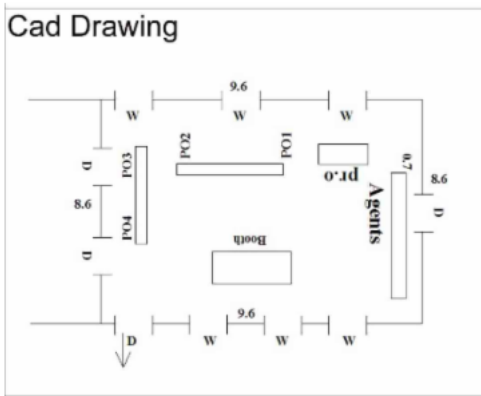 Cad Drawing
9.6
W
W
W
PO2
PO1
pr.o
D
PO3
0.7
Agents
8.6
8.6
D
PO4
Booth
D
9.6
D
W
W
W